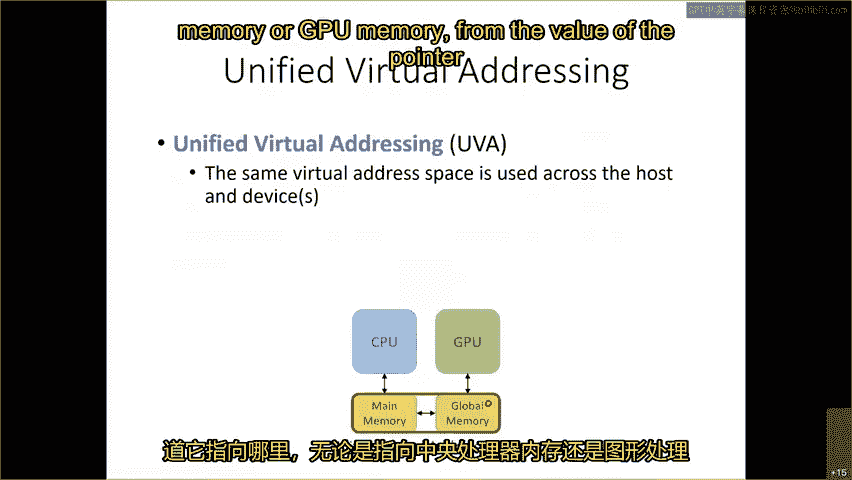 memory or GPU memory, from the value of the
pointer
Unified Virtual Addressing
• Unified Virtual Addressing (UVA)
• The same virtual address space is used across the host
and device(s)
CPU
GPU
Main
Memory
Global
Memory
道它指向哪里，无论是指向中央处理器内存还是图形处理
+15